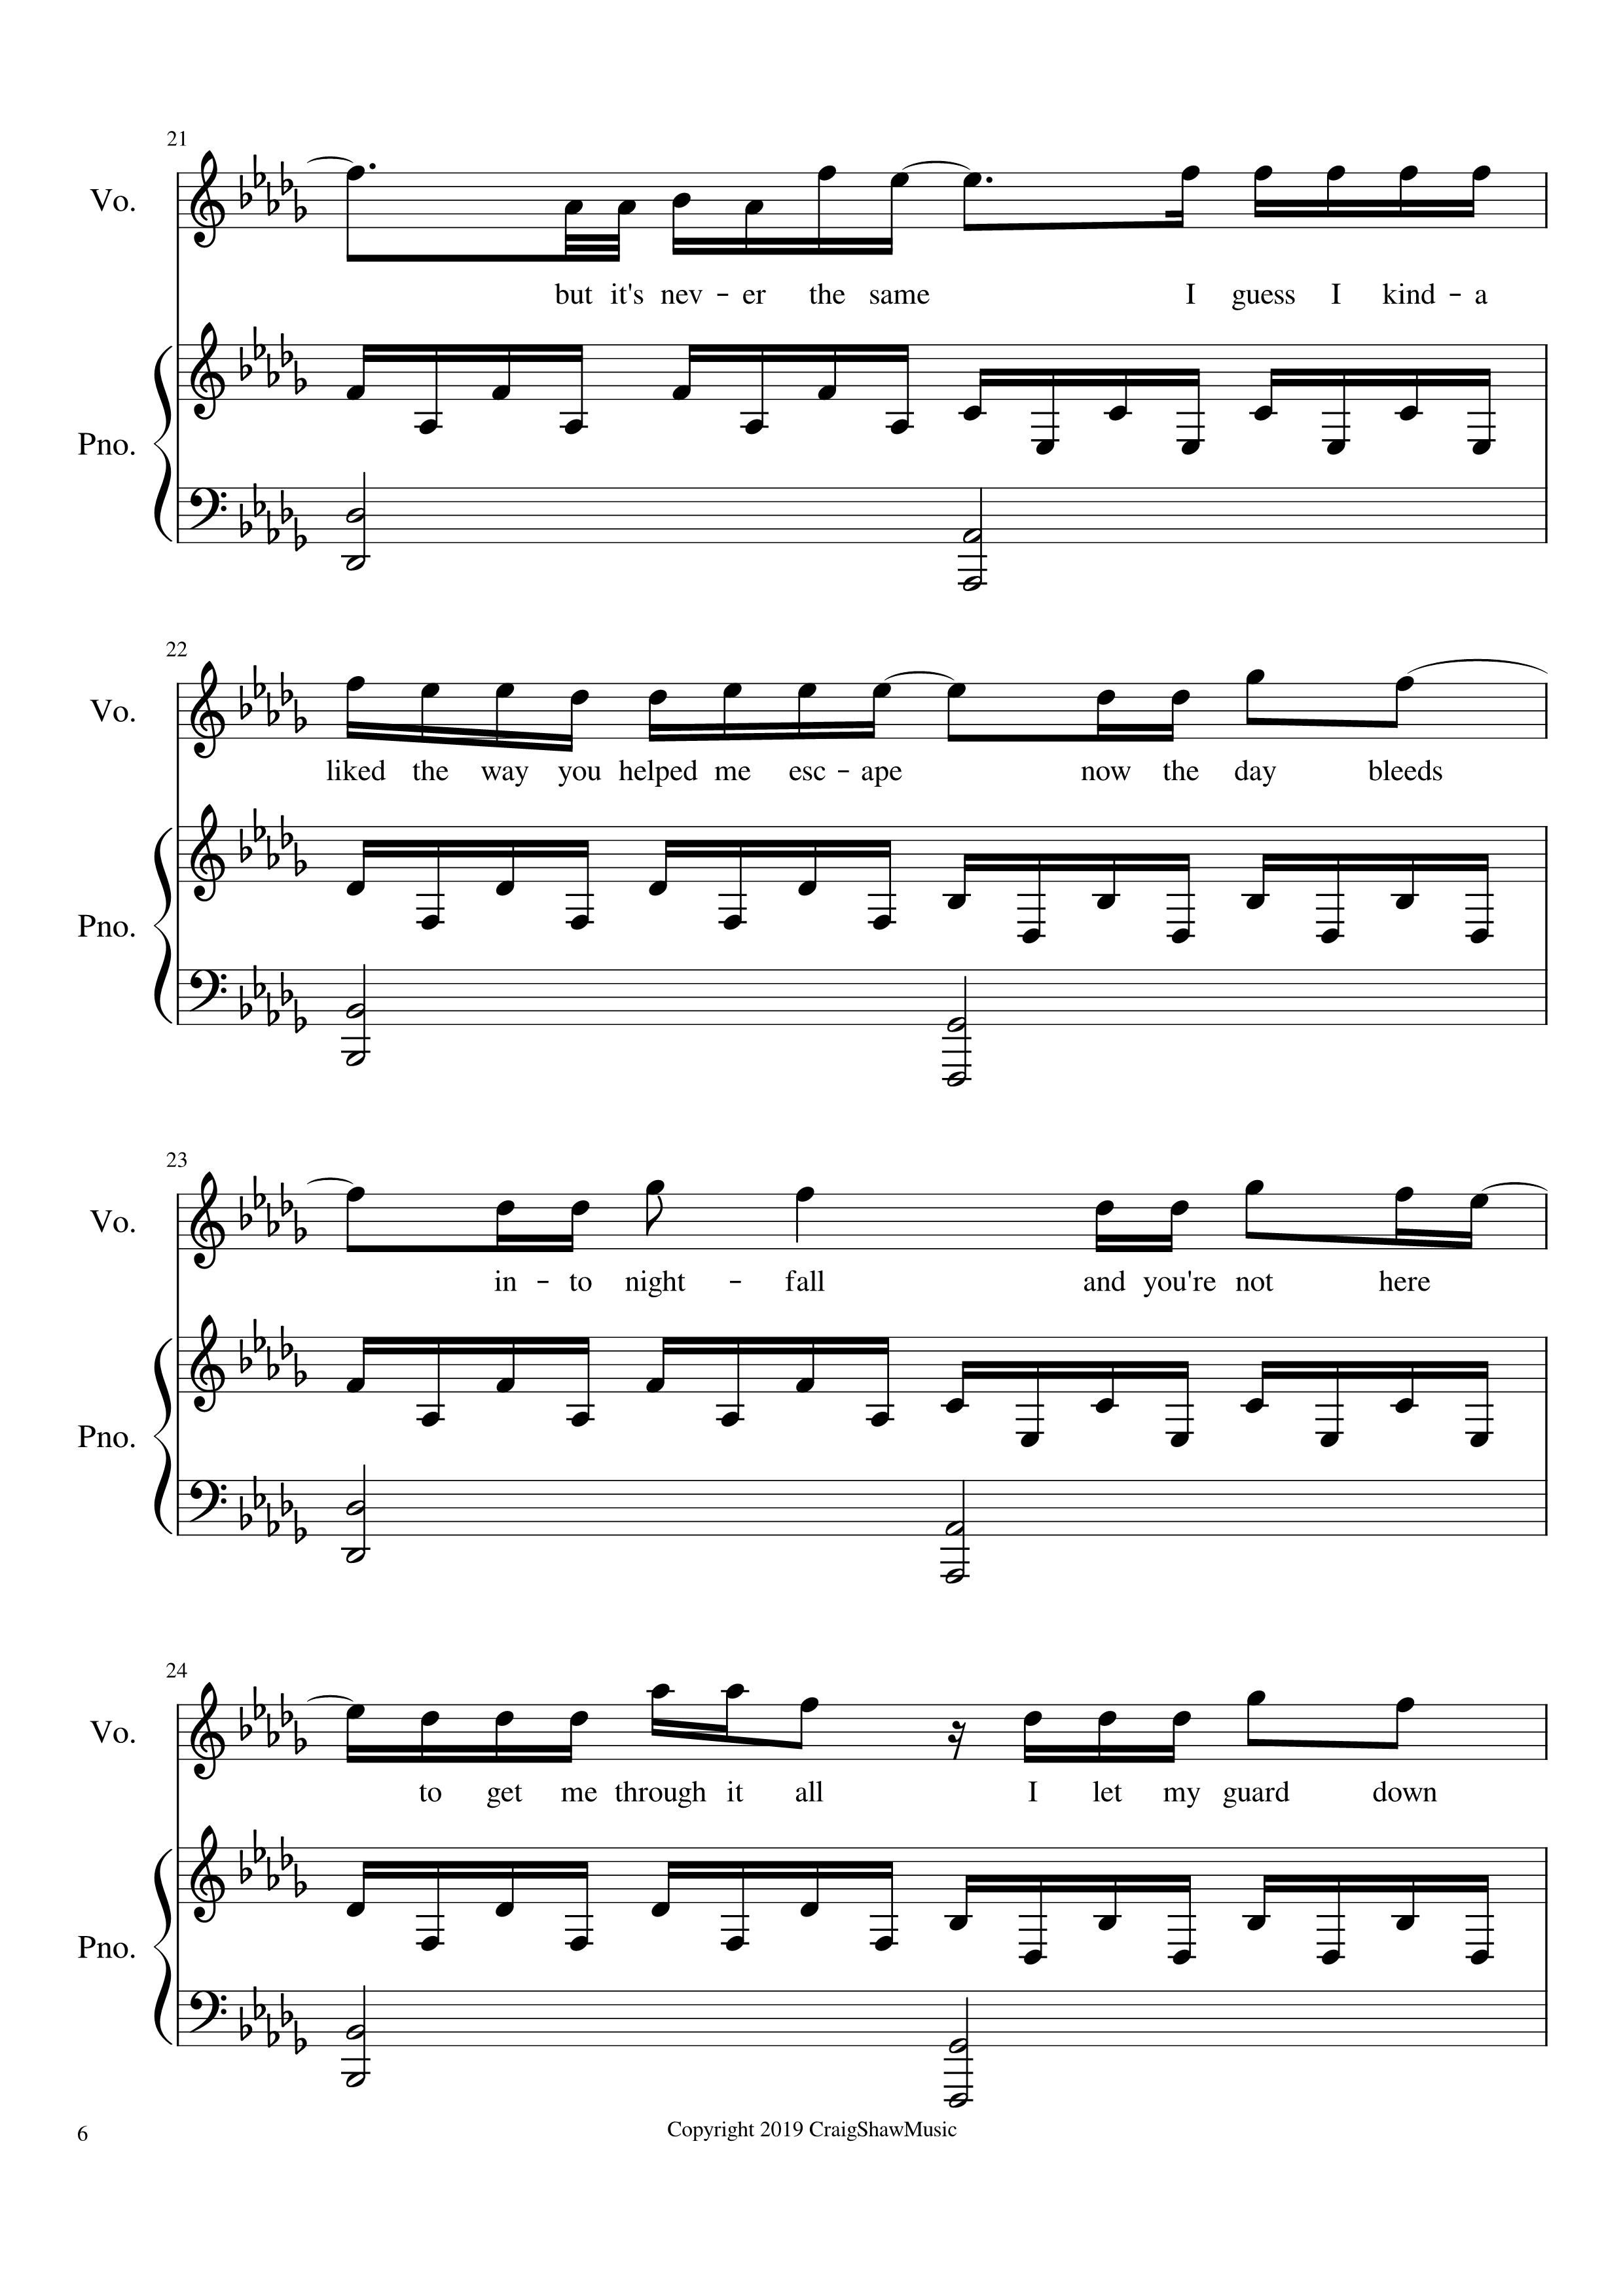 21
Vo.
but it's nev - er the same I guess I kind - a
Pno.
22
Vo.
liked the way you helped me esc - ape now the day bleeds
Pno.
23
Vo.
in - to night - fall and you're not here
Pno.
24
Vo.
to get me through it all I let my guard down
Pno.
6 Copyright 2019 CraigShawMusic